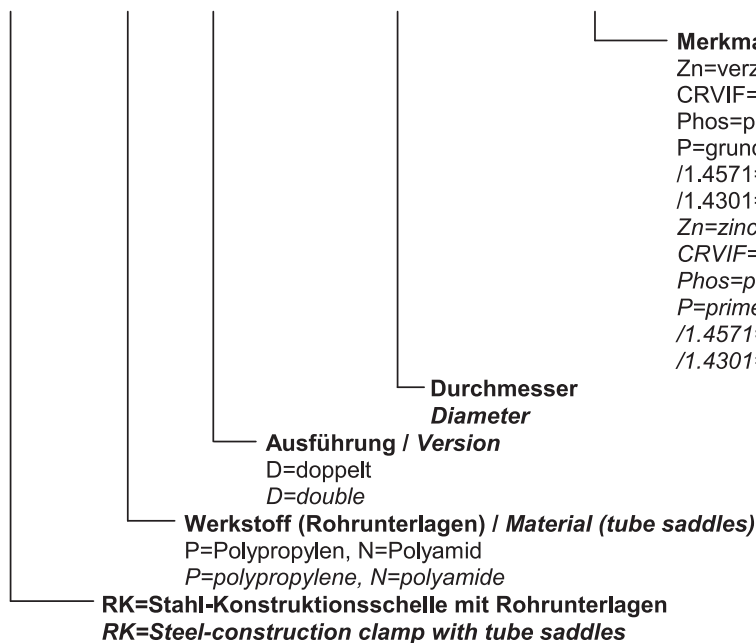 Merkma
Zn=verz
CRVIF=
Phos=p
P=grund
/1.4571=
/1.4301=
Zn=zinc
CRVIF=
Phos=p
P=prime
/1.4571=
/1.4301=
Durchmesser
Diameter
Ausführung / Version
D=doppelt
D=double
Werkstoff (Rohrunterlagen) / Material (tube saddles)
P=Polypropylen, N=Polyamid
P=polypropylene, N=polyamide
RK=Stahl-Konstruktionsschelle mit Rohrunterlagen
RK=Steel-construction clamp with tube saddles